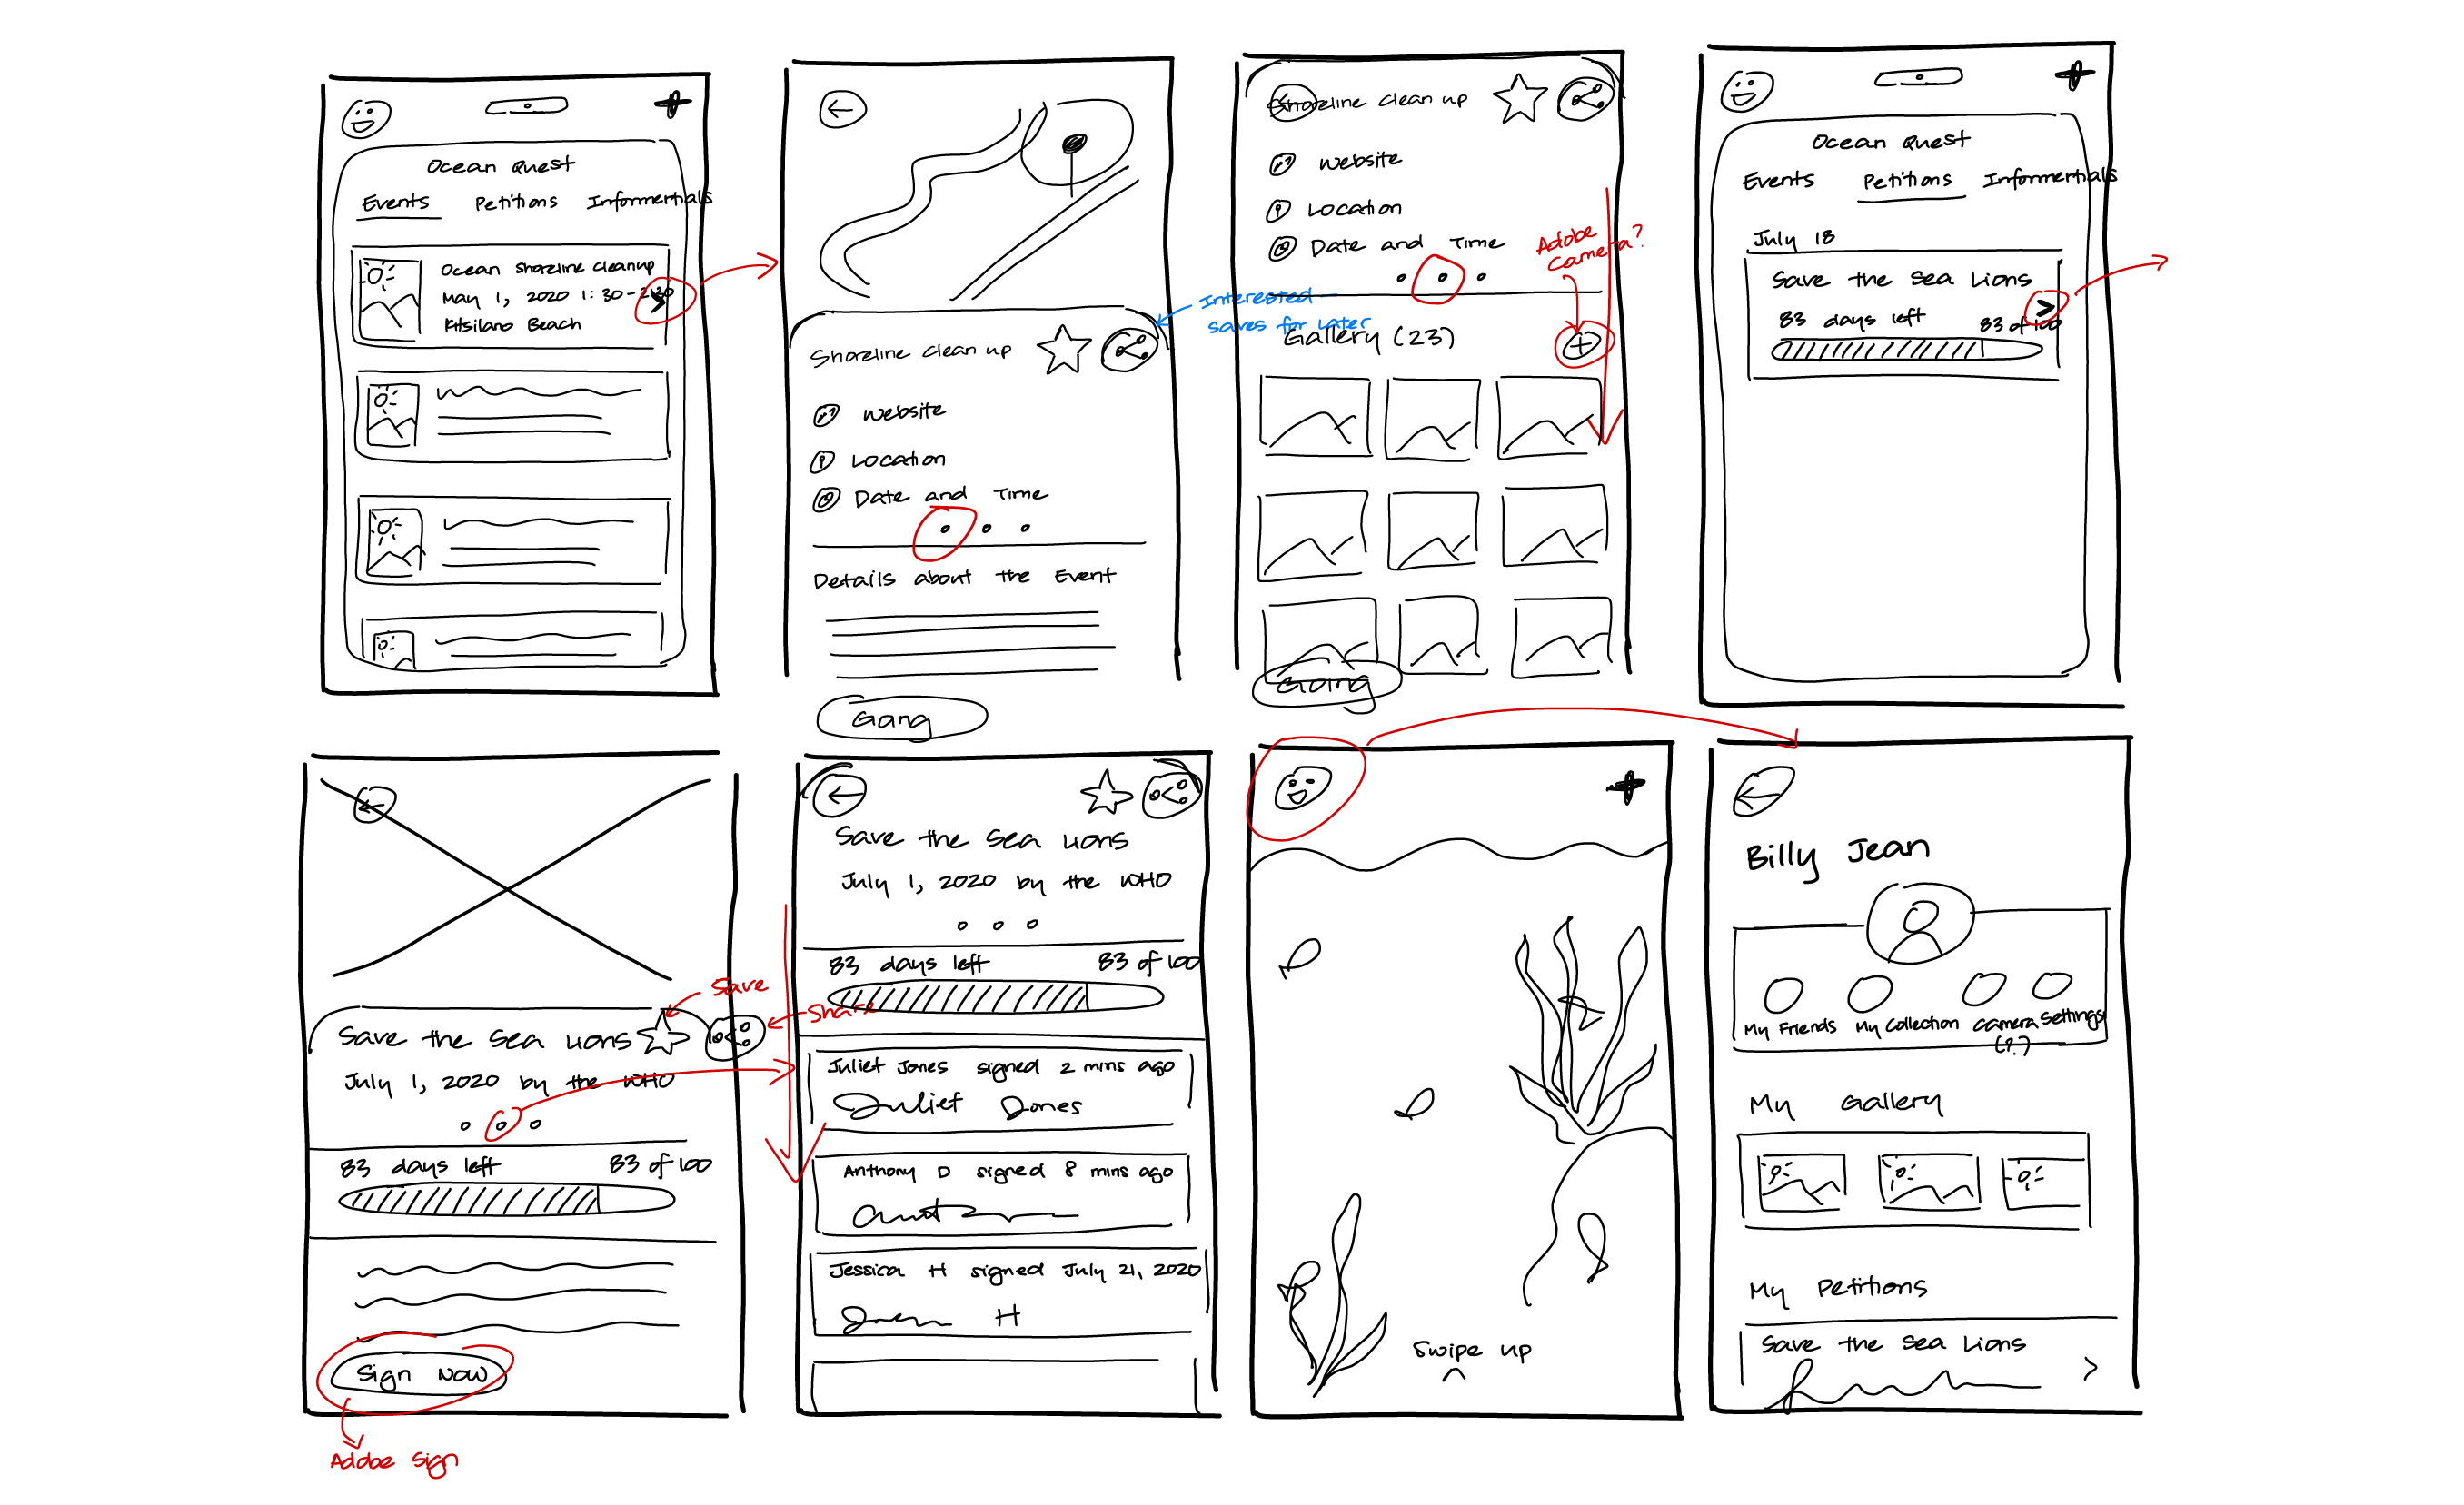 Ocean Quest
Events Petitions Informertials
Ocean Shoreline Cleanup
May 1, 2020 1:30-2:30
Kitsilano Beach
Shoreline Clean up
Website
Location
Date and Time
Details about the Event
Going
Interested
saves for later
Shoreline Clean up
Website
Location
Date and Time
Adobe
Camera?
Gallery (23)
Going
Ocean Quest
Events Petitions Informertials
July 18
Save the Sea Lions
83 days left 83 of 100
Save the Sea Lions
Save
Share
July 1, 2020 by the WHO
83 days left 83 of 100
Sign Now
Adobe Sign
Save the Sea Lions
July 1, 2020 by the WHO
83 days left 83 of 100
Juliet Jones signed 2 mins ago
Juliet Jones
Anthony D signed 8 mins ago
Jessica H signed July 21, 2020
H
Swipe up
Billy Jean
My Friends My Collection Camera Settings
(?)
My Gallery
My Petitions
Save the Sea Lions